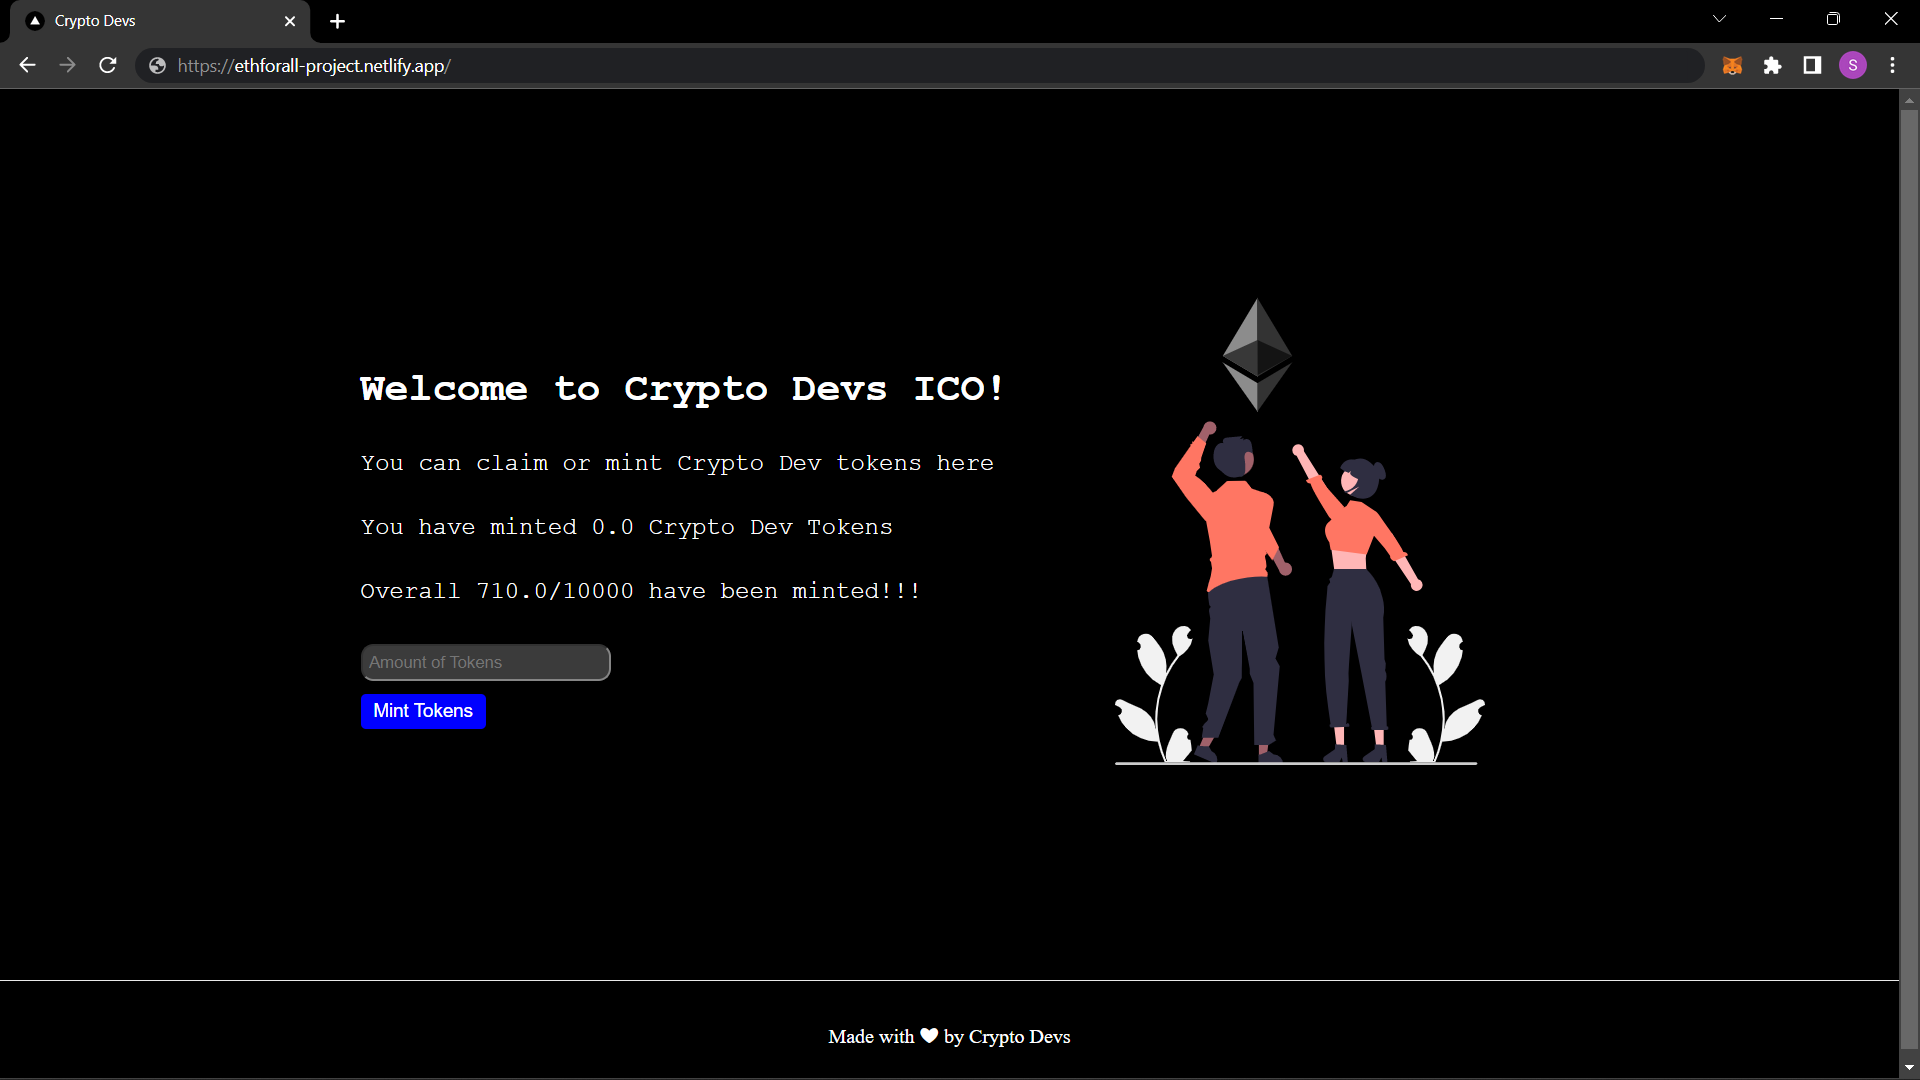 Crypto Devs
https://ethforall-project.netlify.app/
S
Welcome to Crypto Devs ICO!
You can claim or mint Crypto Dev tokens here
You have minted 0.0 Crypto Dev Tokens
Overall 710.0/10000 have been minted!!!
Amount of Tokens
Mint Tokens
Made with ❤ by Crypto Devs